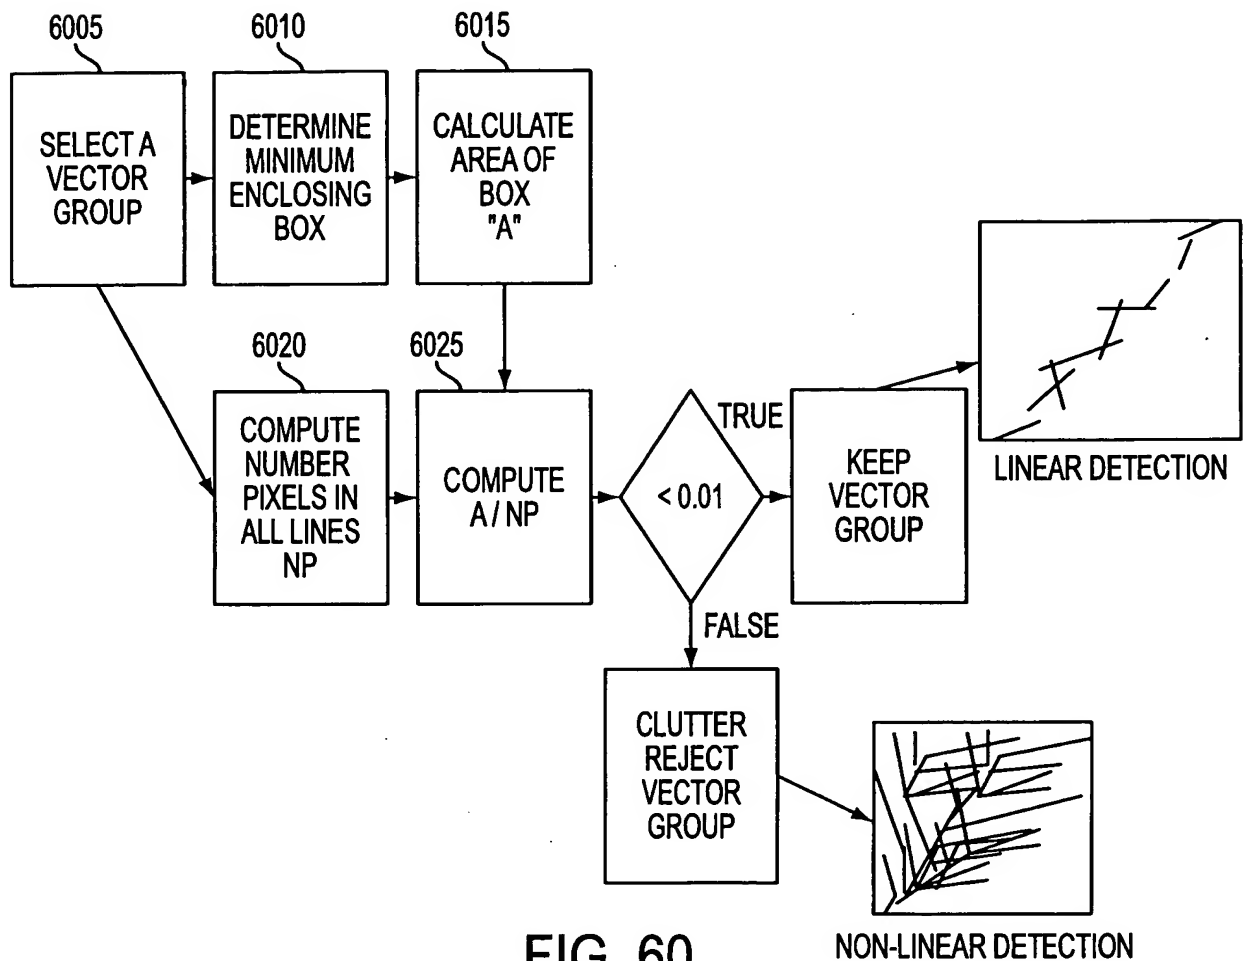 6005
6010
6015
SELECT A
VECTOR
GROUP
DETERMINE
MINIMUM
ENCLOSING
BOX
CALCULATE
AREA OF
BOX
"A"
6020
6025
COMPUTE
NUMBER
PIXELS IN
ALL LINES
NP
COMPUTE
A / NP
< 0.01
TRUE
KEEP
VECTOR
GROUP
LINEAR DETECTION
FALSE
CLUTTER
REJECT
VECTOR
GROUP
NON-LINEAR DETECTION
FIG. 60